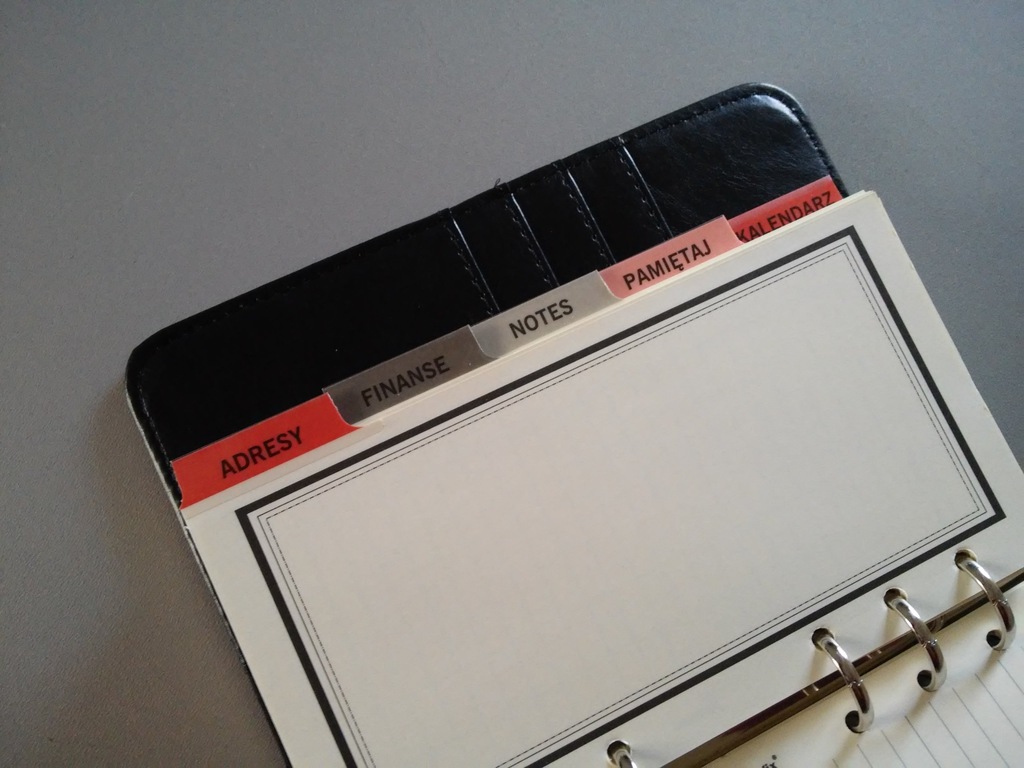 ADRESY
FINANSE
NOTES
PAMIĘTAJ
KALENDARZ